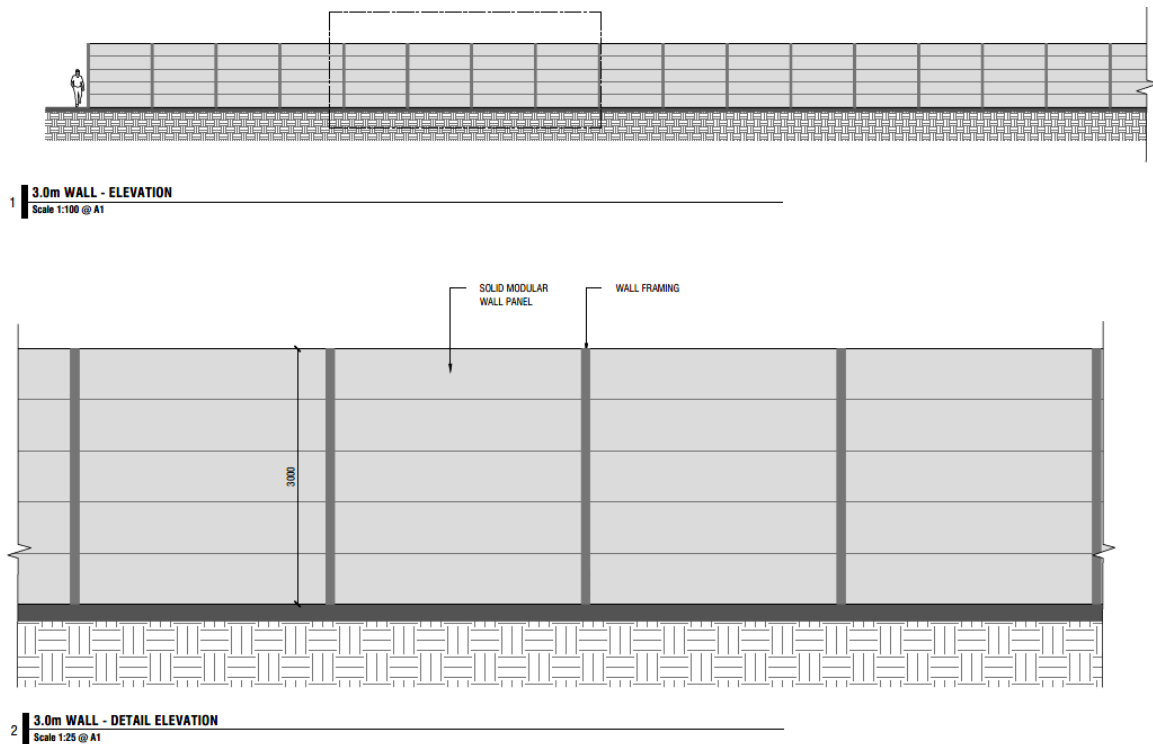 1
3.0m WALL - ELEVATION
Scale 1:100 @ A1
SOLID MODULAR
WALL PANEL
WALL FRAMING
3000
2
3.0m WALL - DETAIL ELEVATION
Scale 1:25 @ A1